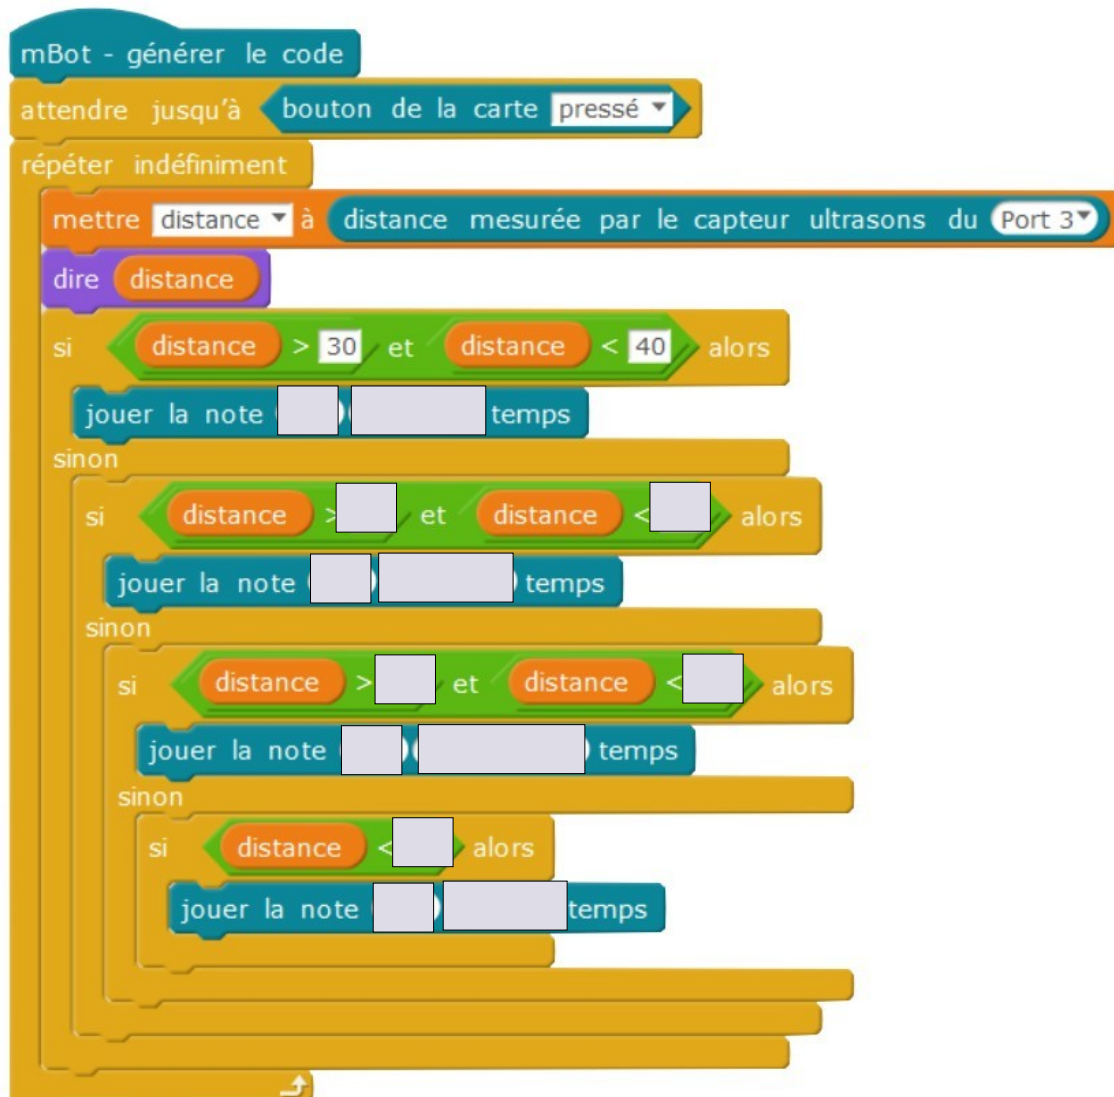 mBot - générer le code
attendre jusqu'à bouton de la carte pressé
répéter indéfiniment
mettre distance à distance mesurée par le capteur ultrasons du Port 3
dire distance
si distance > 30 et distance < 40 alors
jouer la note temps
sinon
si distance > et distance < alors
jouer la note temps
sinon
si distance > et distance < alors
jouer la note temps
sinon
si distance < alors
jouer la note temps